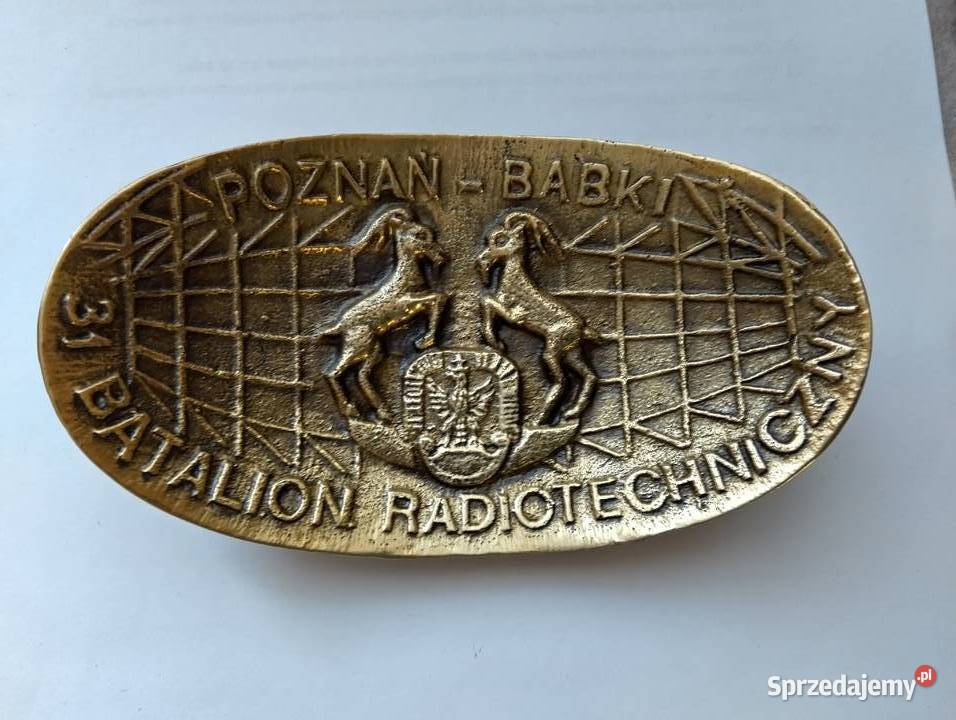 POZNAŃ - BABKI
31 BATALION RADIOTECHNICZNY
Sprzedajemy.pl